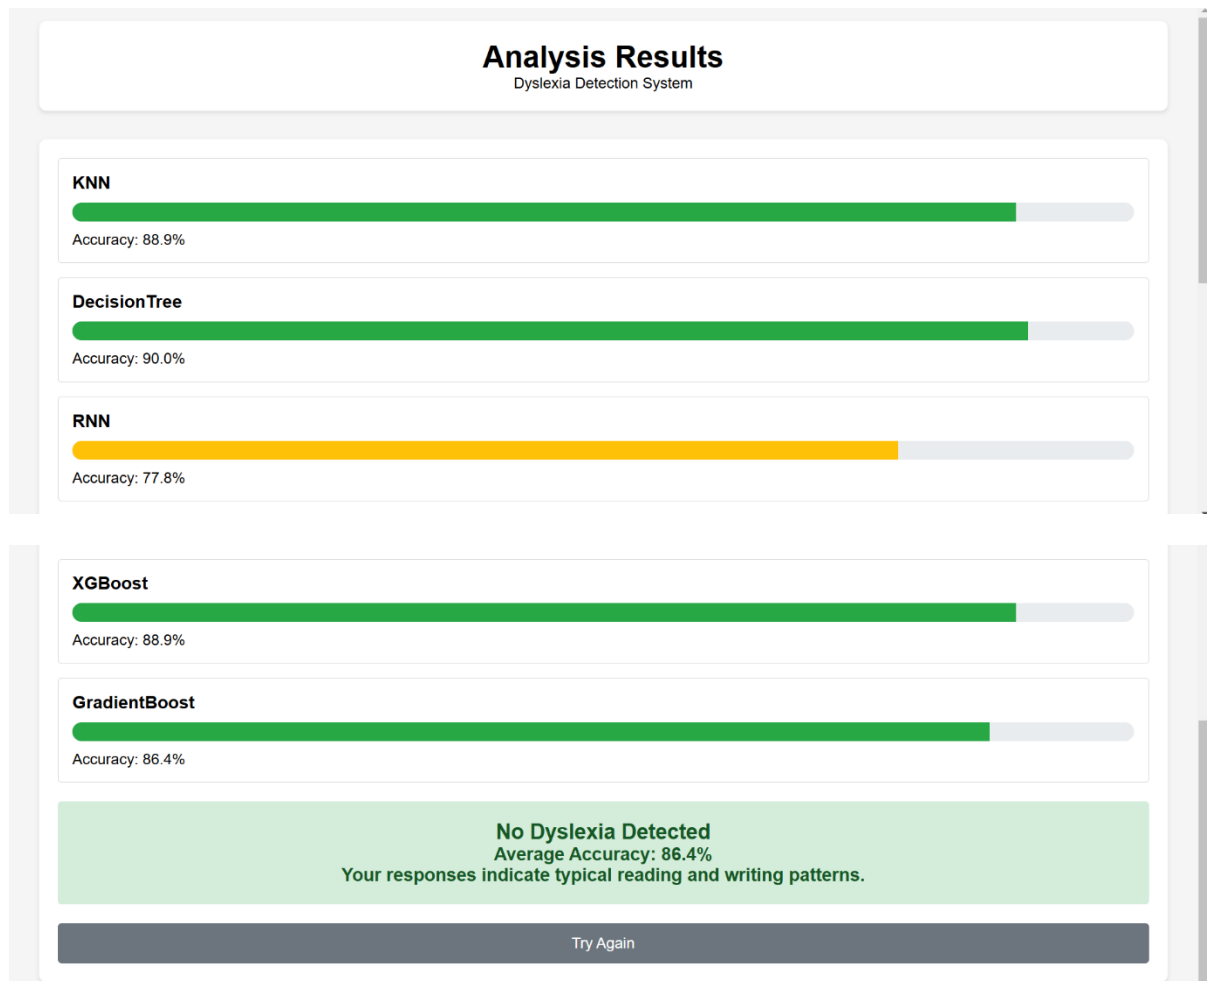 Analysis Results
Dyslexia Detection System
KNN
Accuracy: 88.9%
DecisionTree
Accuracy: 90.0%
RNN
Accuracy: 77.8%
XGBoost
Accuracy: 88.9%
GradientBoost
Accuracy: 86.4%
No Dyslexia Detected
Average Accuracy: 86.4%
Your responses indicate typical reading and writing patterns.
Try Again